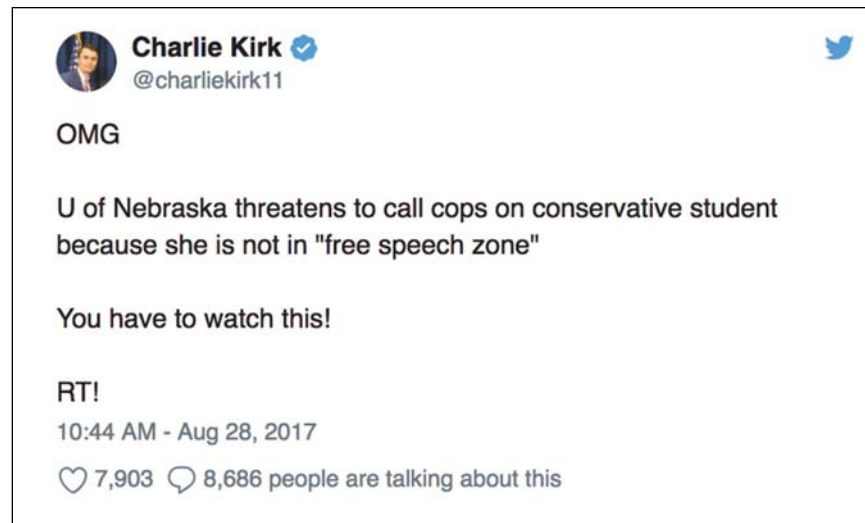 Charlie Kirk
@charliekirk11
OMG
U of Nebraska threatens to call cops on conservative student
because she is not in "free speech zone"
You have to watch this!
RT!
10:44 AM - Aug 28, 2017
7,903 8,686 people are talking about this